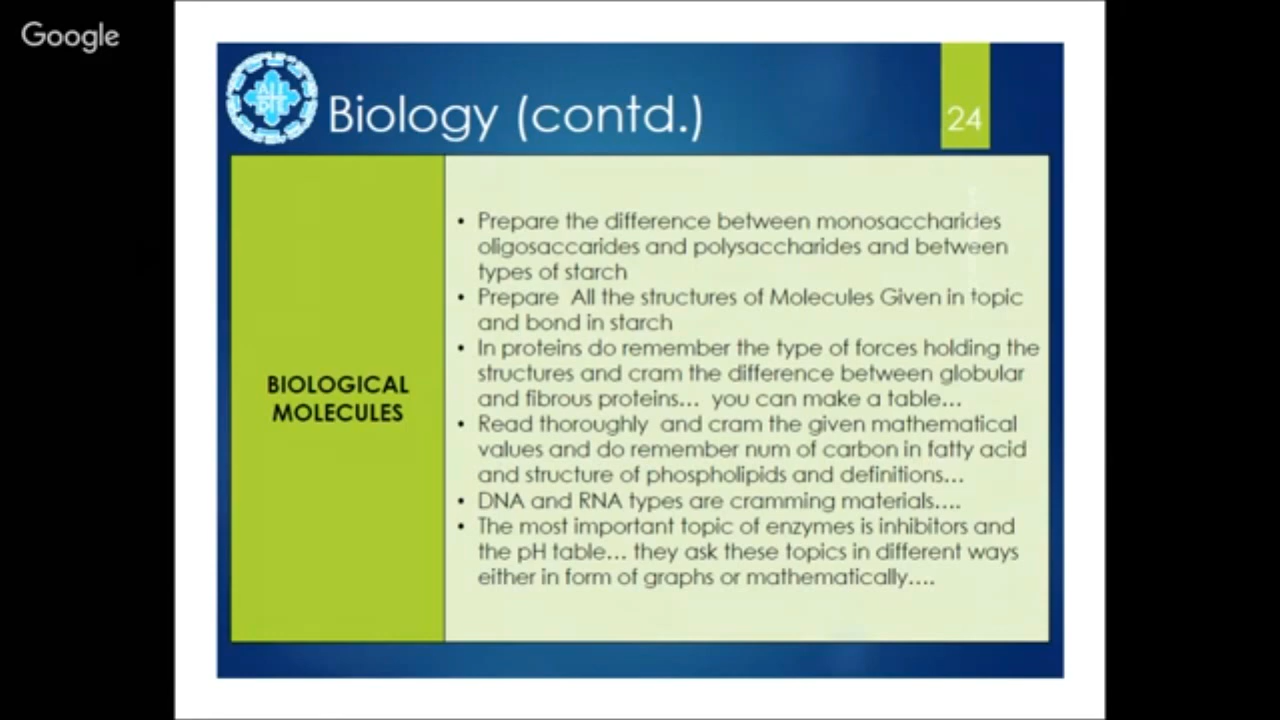 Google
Biology (contd.)
24
BIOLOGICAL
MOLECULES
• Prepare the difference between monosaccharides
oligosaccarides and polysaccharides and between
types of starch
• Prepare All the structures of Molecules Given in topic
and bond in starch
• In proteins do remember the type of forces holding the
structures and cram the difference between globular
and fibrous proteins... you can make a table...
• Read thoroughly and cram the given mathematical
values and do remember num of carbon in fatty acid
and structure of phospholipids and definitions...
• DNA and RNA types are cramming materials....
• The most important topic of enzymes is inhibitors and
the pH table... they ask these topics in different ways
either in form of graphs or mathematically....